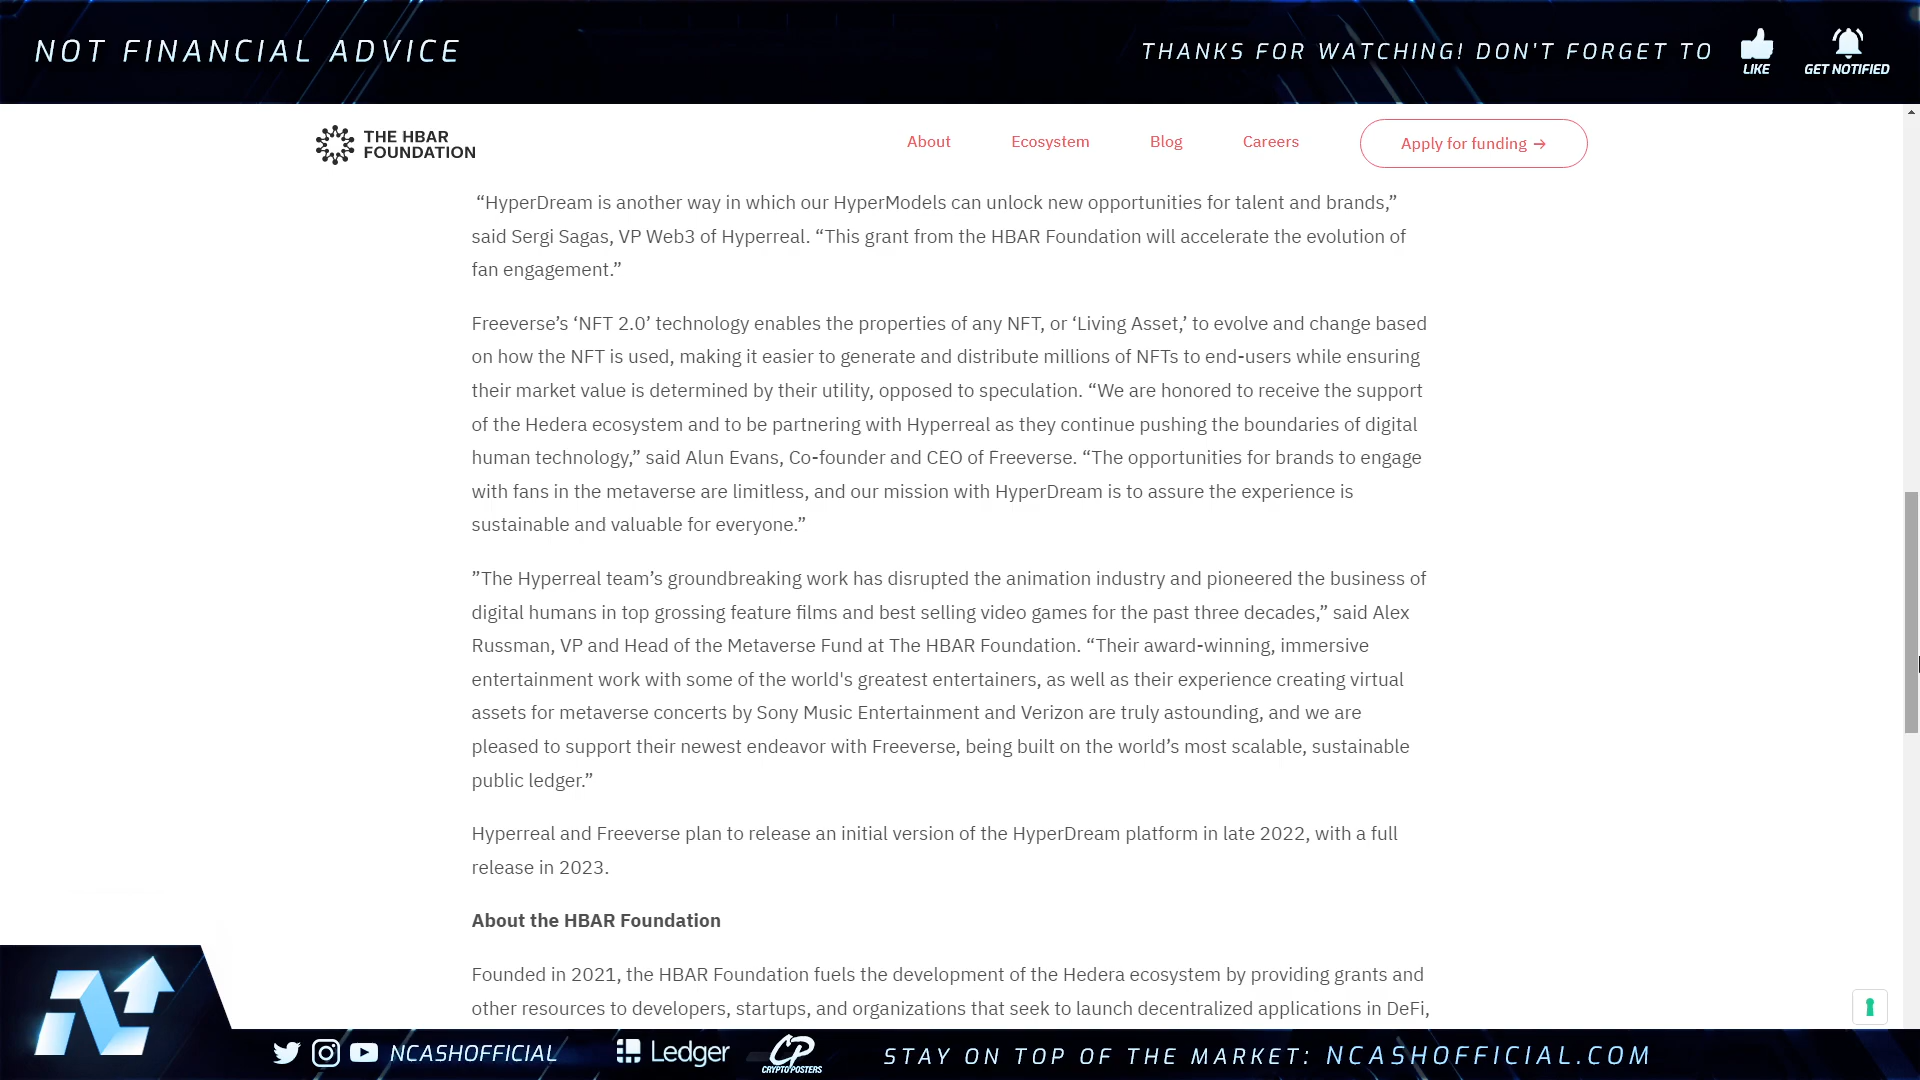 NOT FINANCIAL ADVICE
THANKS FOR WATCHING! DON'T FORGET TO
LIKE
GET NOTIFIED
THE HBAR
FOUNDATION
About
Ecosystem
Blog
Careers
Apply for funding →
“HyperDream is another way in which our HyperModels can unlock new opportunities for talent and brands,”
said Sergi Sagas, VP Web3 of Hyperreal. “This grant from the HBAR Foundation will accelerate the evolution of
fan engagement.”
Freeverse’s ‘NFT 2.0’ technology enables the properties of any NFT, or ‘Living Asset,’ to evolve and change based
on how the NFT is used, making it easier to generate and distribute millions of NFTs to end-users while ensuring
their market value is determined by their utility, opposed to speculation. “We are honored to receive the support
of the Hedera ecosystem and to be partnering with Hyperreal as they continue pushing the boundaries of digital
human technology,” said Alun Evans, Co-founder and CEO of Freeverse. “The opportunities for brands to engage
with fans in the metaverse are limitless, and our mission with HyperDream is to assure the experience is
sustainable and valuable for everyone.”
”The Hyperreal team’s groundbreaking work has disrupted the animation industry and pioneered the business of
digital humans in top grossing feature films and best selling video games for the past three decades,” said Alex
Russman, VP and Head of the Metaverse Fund at The HBAR Foundation. “Their award-winning, immersive
entertainment work with some of the world's greatest entertainers, as well as their experience creating virtual
assets for metaverse concerts by Sony Music Entertainment and Verizon are truly astounding, and we are
pleased to support their newest endeavor with Freeverse, being built on the world’s most scalable, sustainable
public ledger.”
Hyperreal and Freeverse plan to release an initial version of the HyperDream platform in late 2022, with a full
release in 2023.
About the HBAR Foundation
Founded in 2021, the HBAR Foundation fuels the development of the Hedera ecosystem by providing grants and
other resources to developers, startups, and organizations that seek to launch decentralized applications in DeFi,
NCASHOFFICIAL
Ledger
CP
CRYPTO POSTERS
STAY ON TOP OF THE MARKET: NCASHOFFICIAL.COM